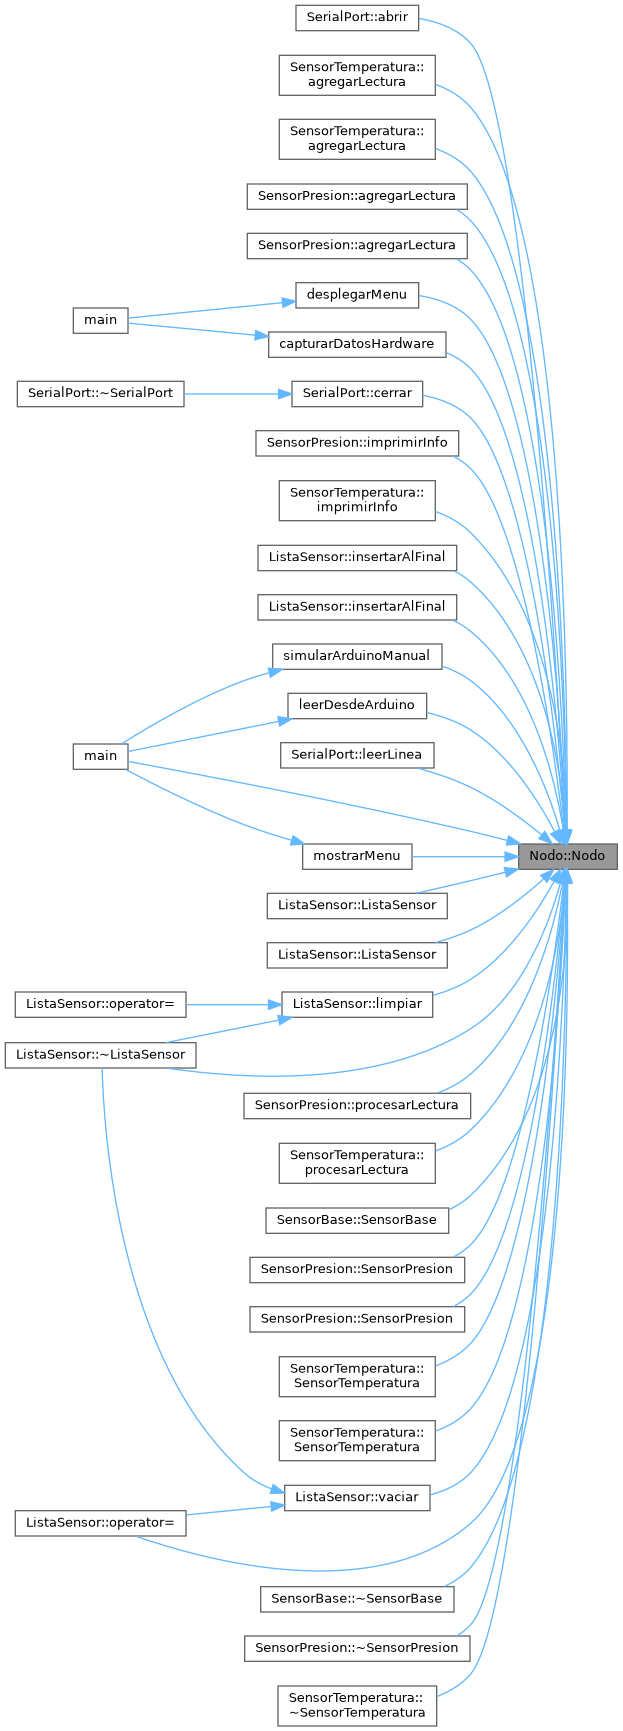 SerialPort::abrir
SensorTemperatura::
agregarLectura
SensorTemperatura::
agregarLectura
SensorPresion::agregarLectura
SensorPresion::agregarLectura
desplegarMenu
main
capturarDatosHardware
SerialPort::~SerialPort
SerialPort::cerrar
SensorPresion::imprimirInfo
SensorTemperatura::
imprimirInfo
ListaSensor::insertarAlFinal
ListaSensor::insertarAlFinal
simularArduinoManual
leerDesdeArduino
main
SerialPort::leerLinea
mostrarMenu
Nodo::Nodo
ListaSensor::ListaSensor
ListaSensor::ListaSensor
ListaSensor::operator=
ListaSensor::limpiar
ListaSensor::~ListaSensor
SensorPresion::procesarLectura
SensorTemperatura::
procesarLectura
SensorBase::SensorBase
SensorPresion::SensorPresion
SensorPresion::SensorPresion
SensorTemperatura::
SensorTemperatura
SensorTemperatura::
SensorTemperatura
ListaSensor::vaciar
ListaSensor::operator=
SensorBase::~SensorBase
SensorPresion::~SensorPresion
SensorTemperatura::
~SensorTemperatura